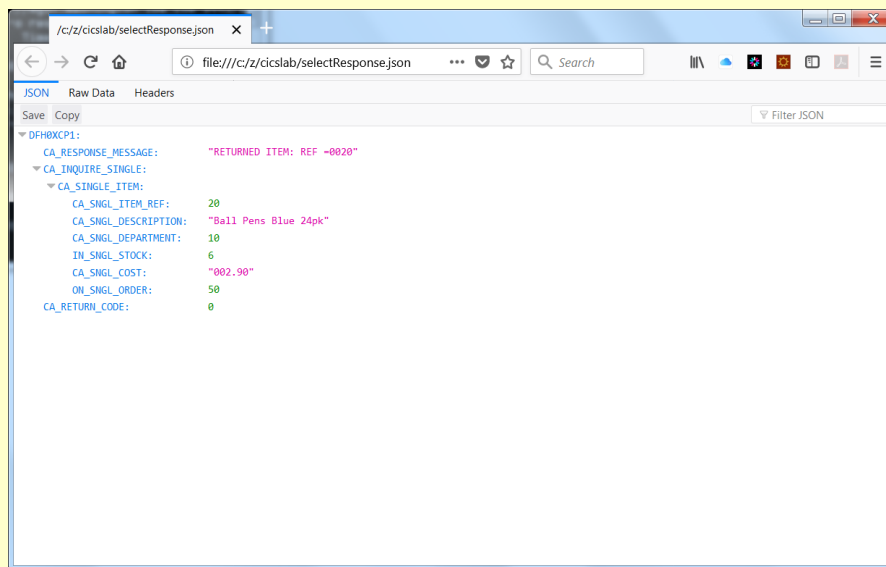 /c:/z/cicslab/selectResponse.json
file:///c:/z/cicslab/selectResponse.json
Search
JSON Raw Data Headers
Save Copy
Filter JSON
DFH0XCP1:
CA_RESPONSE_MESSAGE: "RETURNED ITEM: REF =0020"
CA_INQUIRE_SINGLE:
CA_SINGLE_ITEM:
CA_SNGL_ITEM_REF: 20
CA_SNGL_DESCRIPTION: "Ball Pens Blue 24pk"
CA_SNGL_DEPARTMENT: 10
IN_SNGL_STOCK: 6
CA_SNGL_COST: "002.90"
ON_SNGL_ORDER: 50
CA_RETURN_CODE: 0